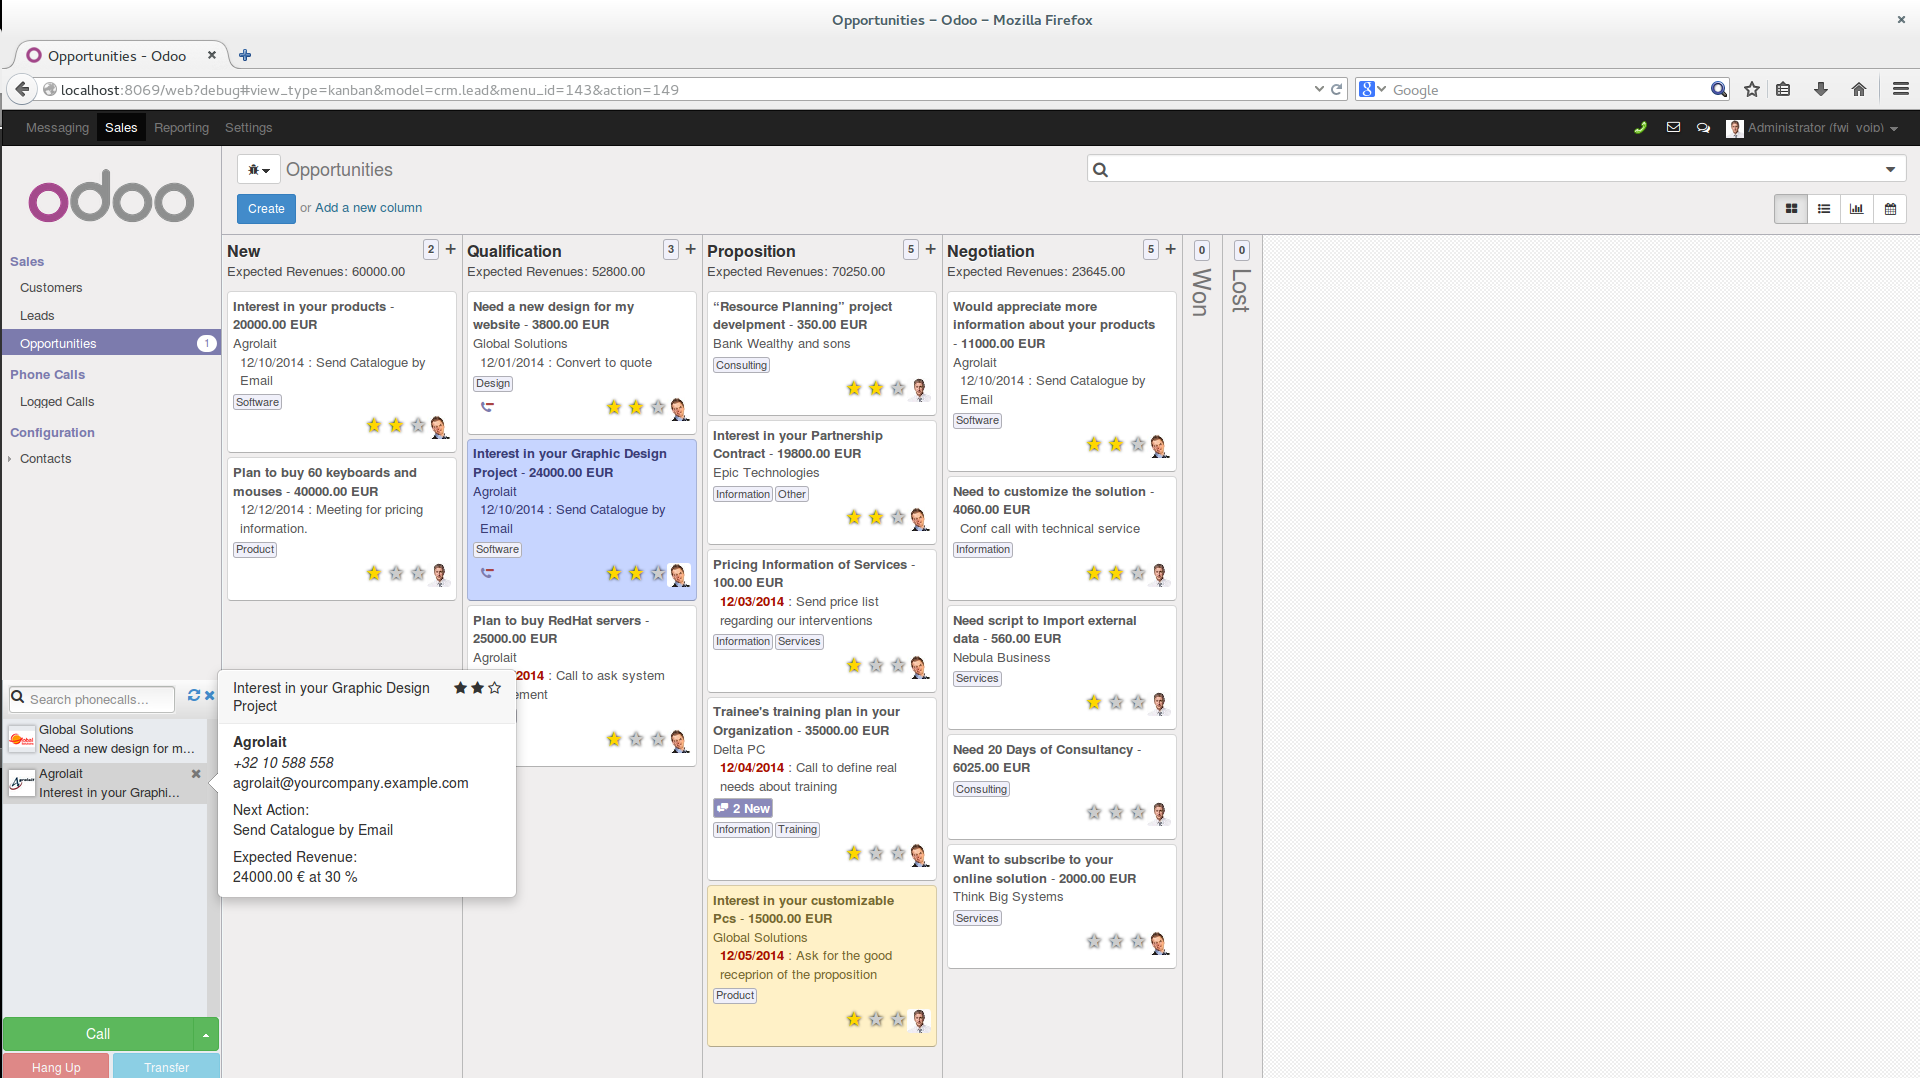 Opportunities – Odoo – Mozilla Firefox
Opportunities - Odoo
localhost:8069/web?debug#view_type=kanban&model=crm.lead&menu_id=143&action=149
Google
Messaging Sales Reporting Settings
Administrator (fwi_voip)
odoo
Opportunities
Create or Add a new column
Sales
Customers
Leads
Opportunities 1
Phone Calls
Logged Calls
Configuration
Contacts
New 2 +
Expected Revenues: 60000.00
Interest in your products -
20000.00 EUR
Agrolait
12/10/2014 : Send Catalogue by
Email
Software
Plan to buy 60 keyboards and
mouses - 40000.00 EUR
12/12/2014 : Meeting for pricing
information.
Product
Qualification 3 +
Expected Revenues: 52800.00
Need a new design for my
website - 3800.00 EUR
Global Solutions
12/01/2014 : Convert to quote
Design
Interest in your Graphic Design
Project - 24000.00 EUR
Agrolait
12/10/2014 : Send Catalogue by
Email
Software
Plan to buy RedHat servers -
25000.00 EUR
Agrolait
2014 : Call to ask system
ement
Proposition 5 +
Expected Revenues: 70250.00
“Resource Planning” project
develpment - 350.00 EUR
Bank Wealthy and sons
Consulting
Interest in your Partnership
Contract - 19800.00 EUR
Epic Technologies
Information Other
Pricing Information of Services -
100.00 EUR
12/03/2014 : Send price list
regarding our interventions
Information Services
Trainee's training plan in your
Organization - 35000.00 EUR
Delta PC
12/04/2014 : Call to define real
needs about training
2 New
Information Training
Interest in your customizable
Pcs - 15000.00 EUR
Global Solutions
12/05/2014 : Ask for the good
receprion of the proposition
Product
Negotiation 5 +
Expected Revenues: 23645.00
Would appreciate more
information about your products
- 11000.00 EUR
Agrolait
12/10/2014 : Send Catalogue by
Email
Software
Need to customize the solution -
4060.00 EUR
Conf call with technical service
Information
Need script to Import external
data - 560.00 EUR
Nebula Business
Services
Need 20 Days of Consultancy -
6025.00 EUR
Consulting
Want to subscribe to your
online solution - 2000.00 EUR
Think Big Systems
Services
0
Won
0
Lost
Search phonecalls...
Global Solutions
Need a new design for m...
Agrolait
Interest in your Graphi...
Interest in your Graphic Design
Project
Agrolait
+32 10 588 558
agrolait@yourcompany.example.com
Next Action:
Send Catalogue by Email
Expected Revenue:
24000.00 € at 30 %
Call
Hang Up Transfer